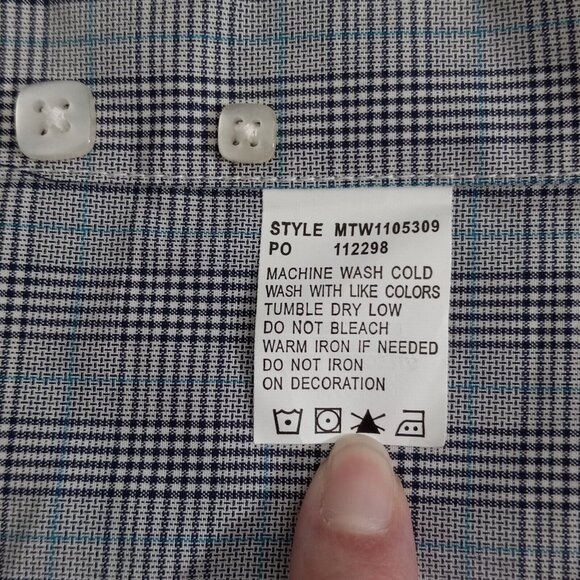 STYLE MTW1105309
PO 112298
MACHINE WASH COLD
WASH WITH LIKE COLORS
TUMBLE DRY LOW
DO NOT BLEACH
WARM IRON IF NEEDED
DO NOT IRON
ON DECORATION